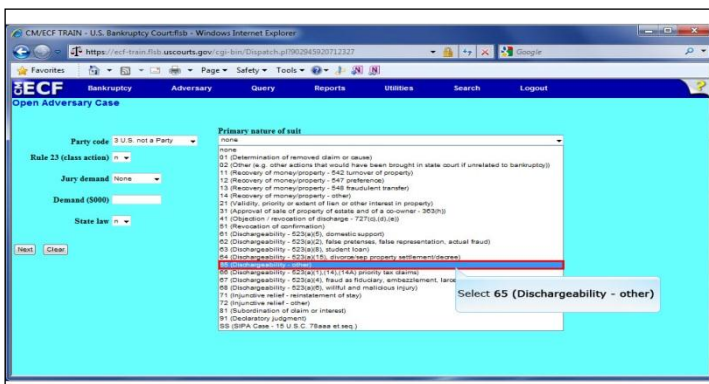 CM/ECF TRAIN - U.S. Bankruptcy Court:flsb - Windows Internet Explorer
https://ecf-train.flsb.uscourts.gov/cgi-bin/Dispatch.pl?902845920712327
Google
Favorites Page Safety Tools
ECF Bankruptcy Adversary Query Reports Utilities Search Logout ?
Open Adversary Case
Party code 3 U.S. not a Party
Rule 23 (class action) n
Jury demand None
Demand ($000)
State law n
Next Clear
Primary nature of suit
none
none
01 (Determination of removed claim or cause)
02 (Other (e.g. other actions that would have been brought in state court if unrelated to bankruptcy))
11 (Recovery of money/property - 542 turnover of property)
12 (Recovery of money/property - 547 preference)
13 (Recovery of money/property - 548 fraudulent transfer)
14 (Recovery of money/property - other)
21 (Validity, priority or extent of lien or other interest in property)
31 (Approval of sale of property of estate and of a co-owner - 363(h))
41 (Objection / revocation of discharge - 727(c),(d),(e))
51 (Revocation of confirmation)
61 (Dischargeability - 523(a)(5), domestic support)
62 (Dischargeability - 523(a)(2), false pretenses, false representation, actual fraud)
63 (Dischargeability - 523(a)(8), student loan)
64 (Dischargeability - 523(a)(15), divorce/sep property settlement/decree)
65 (Dischargeability - other)
66 (Dischargeability - 523(a)(1),(14),(14A) priority tax claims)
67 (Dischargeability - 523(a)(4), fraud as fiduciary, embezzlement, larce
68 (Dischargeability - 523(a)(6), willful and malicious injury)
71 (Injunctive relief - reinstatement of stay)
72 (Injunctive relief - other)
81 (Subordination of claim or interest)
91 (Declaratory judgment)
SS (SIPA Case - 15 U.S.C. 78aaa et.seq.)
Select 65 (Dischargeability - other)